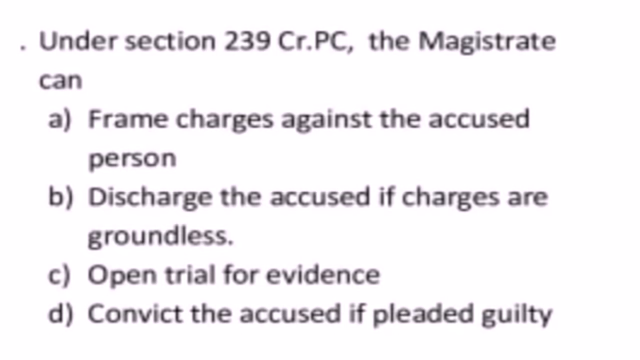 . Under section 239 Cr.PC, the Magistrate
can
a) Frame charges against the accused
person
b) Discharge the accused if charges are
groundless.
c) Open trial for evidence
d) Convict the accused if pleaded guilty